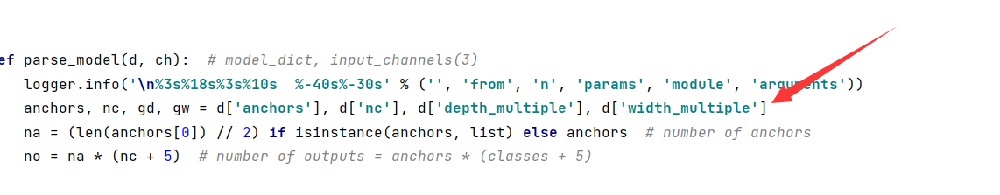 ef parse_model(d, ch):  # model_dict, input_channels(3)
logger.info('\n%3s%18s%3s%10s  %-40s%-30s' % ('', 'from', 'n', 'params', 'module', 'arguments'))
anchors, nc, gd, gw = d['anchors'], d['nc'], d['depth_multiple'], d['width_multiple']
na = (len(anchors[0]) // 2) if isinstance(anchors, list) else anchors  # number of anchors
no = na * (nc + 5)  # number of outputs = anchors * (classes + 5)